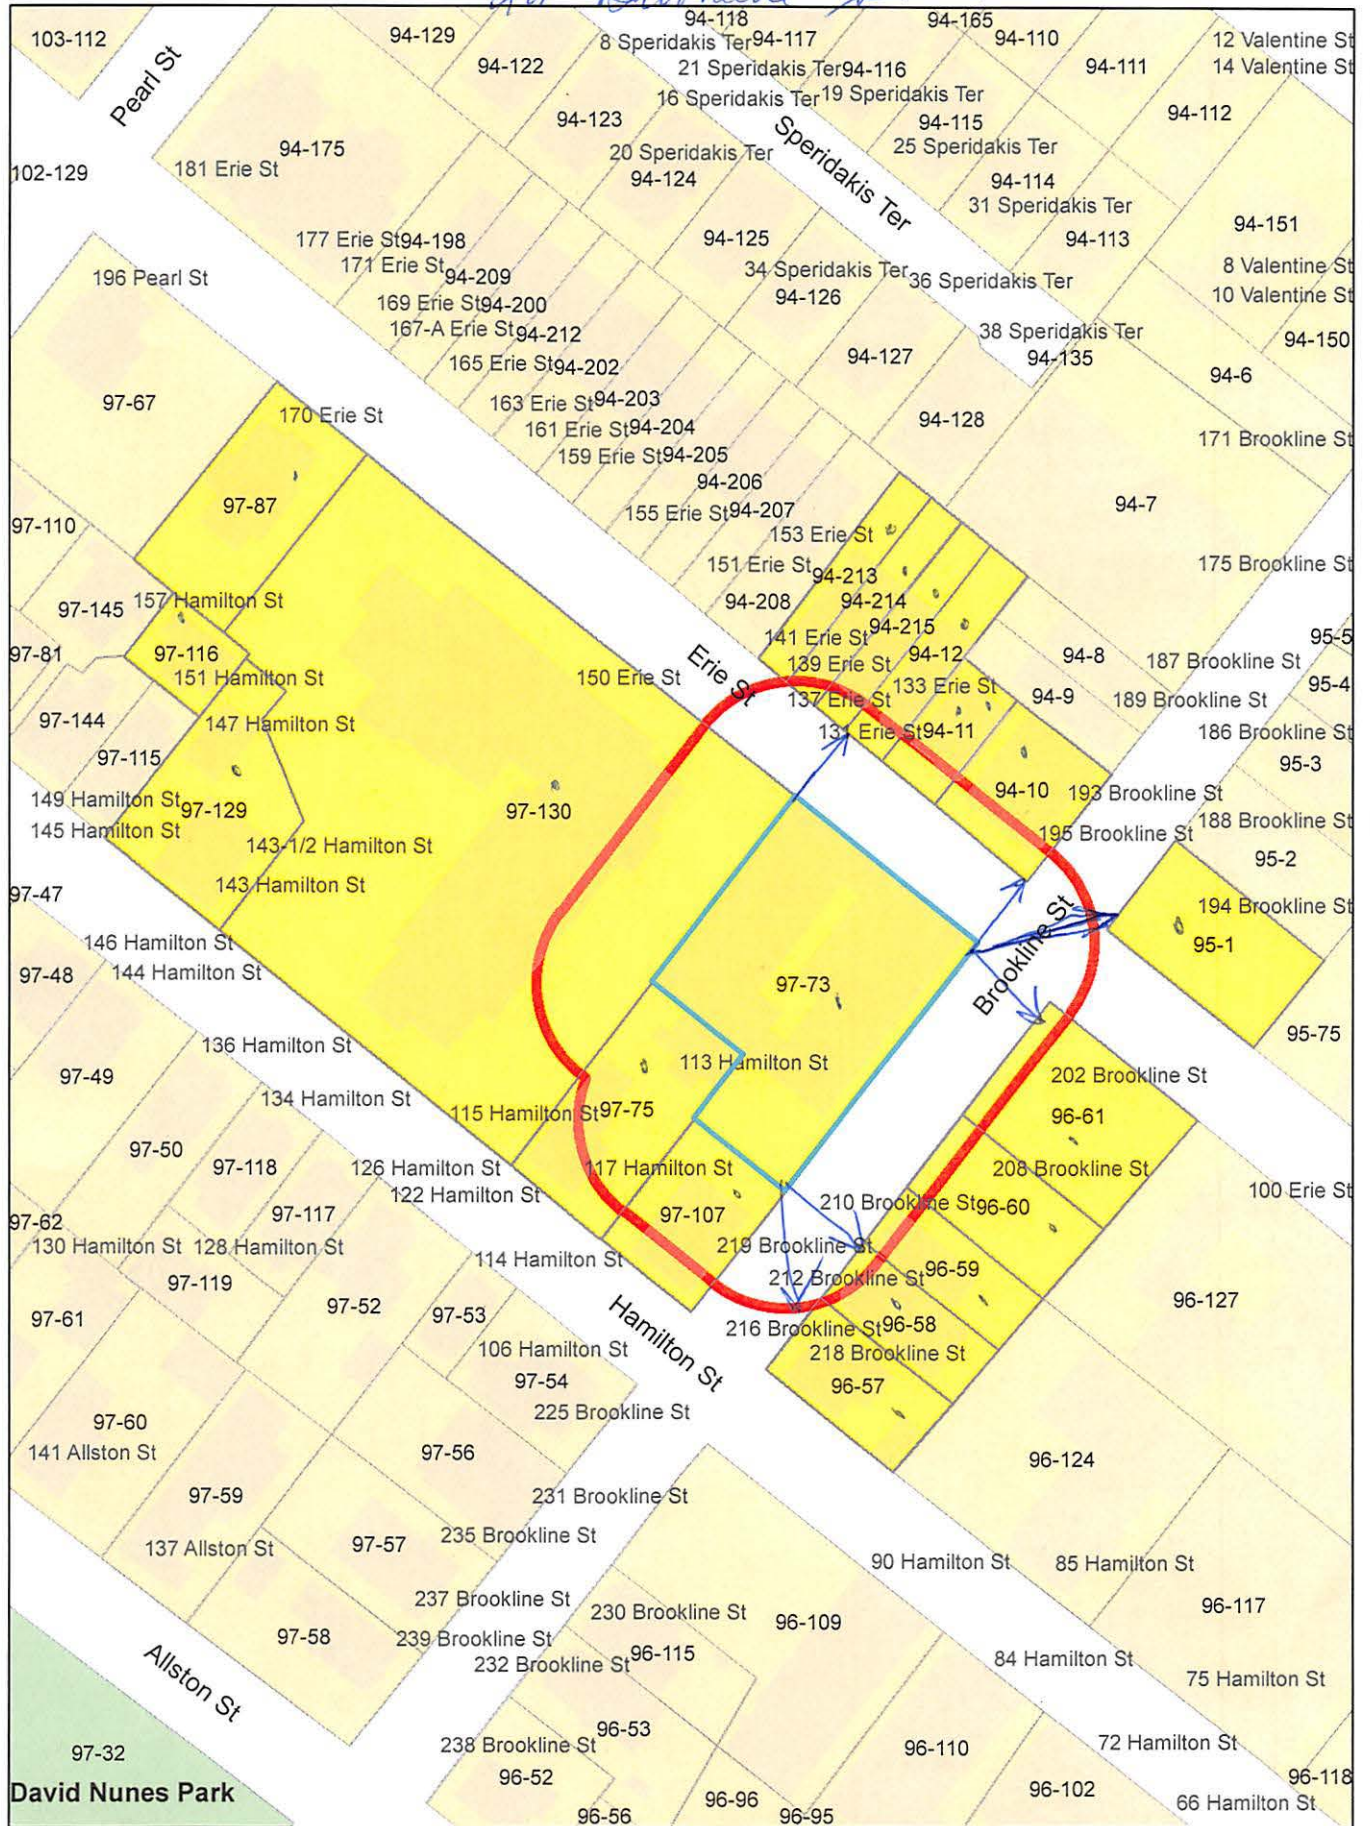 94-118
94-165
103-112
94-129
8 Speridakis Ter
94-117
94-110
12 Valentine St
94-122
21 Speridakis Ter
94-116
94-111
14 Valentine St
Pearl St
16 Speridakis Ter
19 Speridakis Ter
94-123
94-115
94-112
94-175
20 Speridakis Ter
Speridakis Ter
25 Speridakis Ter
102-129
181 Erie St
94-124
94-114
31 Speridakis Ter
177 Erie St
94-198
94-125
94-113
94-151
171 Erie St
94-209
34 Speridakis Ter
36 Speridakis Ter
8 Valentine St
196 Pearl St
169 Erie St
94-200
94-126
10 Valentine St
167-A Erie St
94-212
38 Speridakis Ter
94-150
165 Erie St
94-202
94-127
94-135
94-6
97-67
163 Erie St
94-203
170 Erie St
161 Erie St
94-204
94-128
171 Brookline St
159 Erie St
94-205
94-206
97-87
155 Erie St
94-207
94-7
97-110
153 Erie St
151 Erie St
94-213
175 Brookline St
97-145
157 Hamilton St
94-208
94-214
141 Erie St
94-215
95-5
97-81
97-116
Erie St
139 Erie St
94-12
94-8
187 Brookline St
151 Hamilton St
150 Erie St
133 Erie St
94-9
95-4
97-144
147 Hamilton St
137 Erie St
189 Brookline St
97-115
131 Erie St
94-11
186 Brookline St
95-3
149 Hamilton St
97-129
97-130
94-10
193 Brookline St
145 Hamilton St
143-1/2 Hamilton St
195 Brookline St
188 Brookline St
95-2
97-47
143 Hamilton St
194 Brookline St
146 Hamilton St
Brookline St
95-1
97-48
144 Hamilton St
97-73
95-75
136 Hamilton St
97-49
113 Hamilton St
202 Brookline St
134 Hamilton St
115 Hamilton St
97-75
96-61
97-50
97-118
126 Hamilton St
117 Hamilton St
208 Brookline St
122 Hamilton St
210 Brookline St
96-60
100 Erie St
97-62
97-117
97-107
130 Hamilton St
128 Hamilton St
114 Hamilton St
219 Brookline St
97-119
212 Brookline St
96-59
97-61
97-52
97-53
Hamilton St
216 Brookline St
96-58
96-127
106 Hamilton St
218 Brookline St
97-54
96-57
97-60
225 Brookline St
141 Allston St
97-56
96-124
97-59
231 Brookline St
137 Allston St
97-57
235 Brookline St
90 Hamilton St
85 Hamilton St
237 Brookline St
230 Brookline St
96-109
96-117
97-58
239 Brookline St
Allston St
232 Brookline St
96-115
84 Hamilton St
75 Hamilton St
97-32
238 Brookline St
96-53
96-110
72 Hamilton St
David Nunes Park
96-52
96-96
96-102
96-118
96-56
96-95
66 Hamilton St